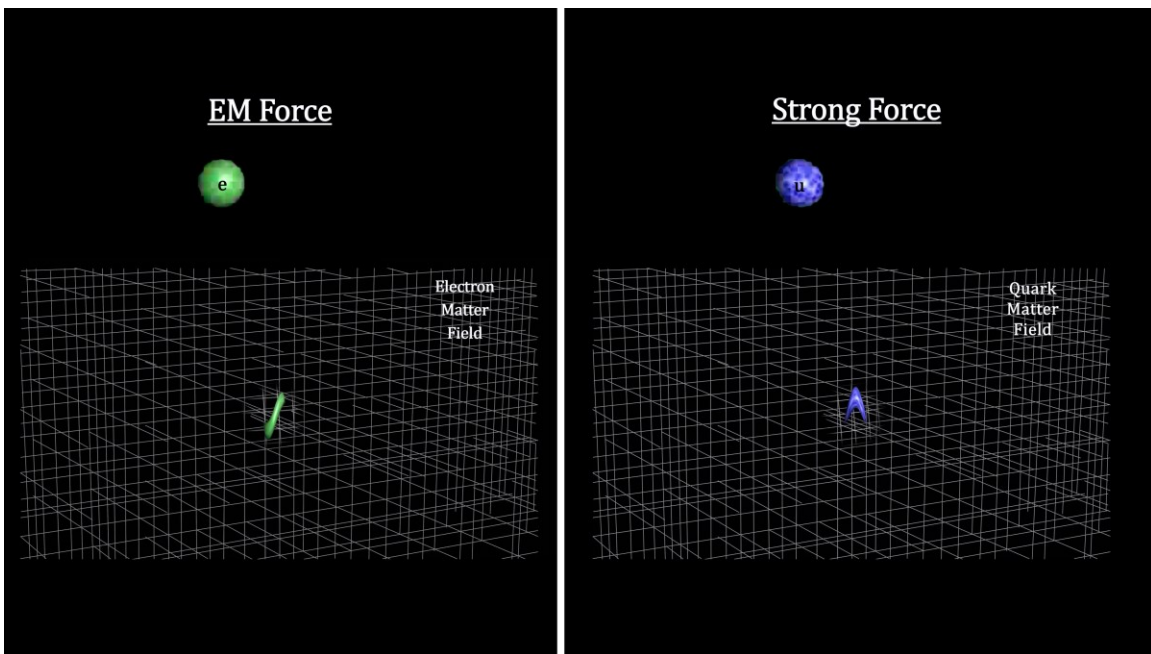 EM Force
e
Electron
Matter
Field
Strong Force
u
Quark
Matter
Field